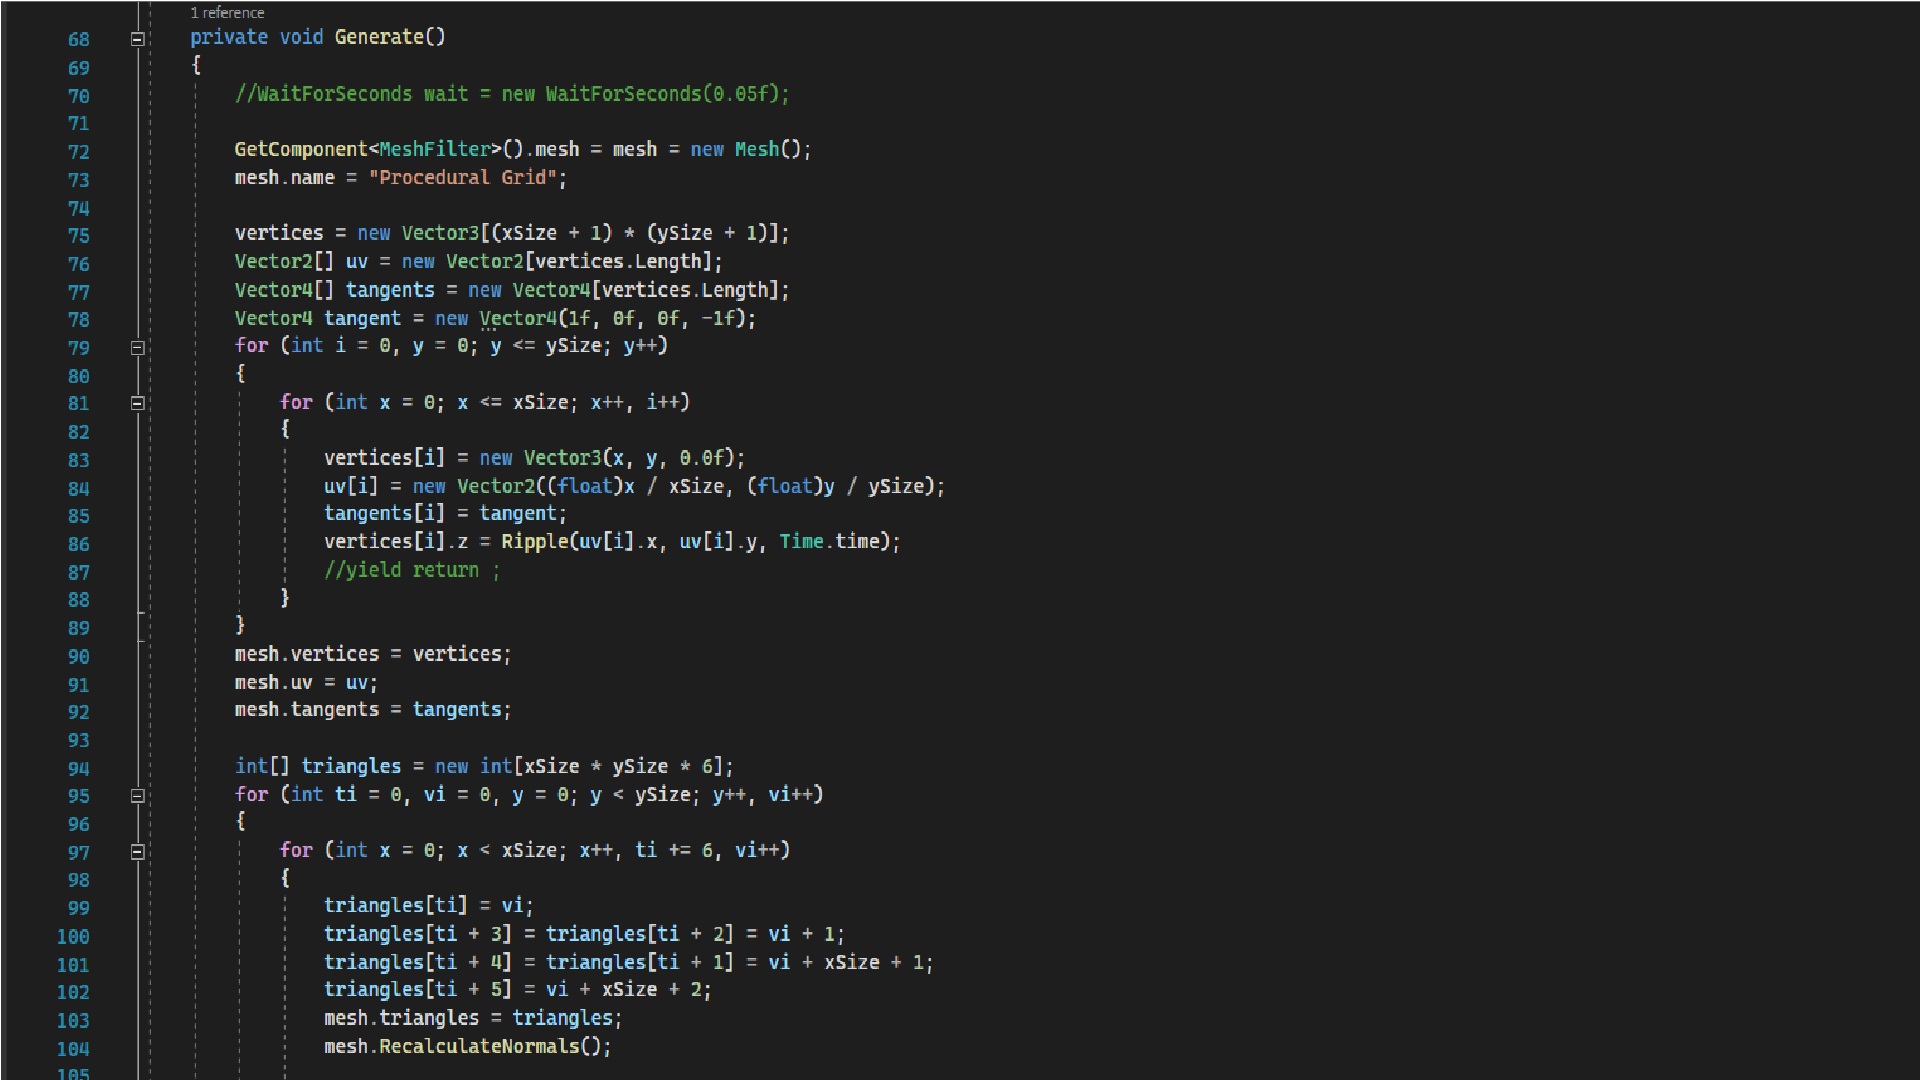 1 reference
68 private void Generate()
69 {
70 //WaitForSeconds wait = new WaitForSeconds(0.05f);
71
72 GetComponent<MeshFilter>().mesh = mesh = new Mesh();
73 mesh.name = "Procedural Grid";
74
75 vertices = new Vector3[(xSize + 1) * (ySize + 1)];
76 Vector2[] uv = new Vector2[vertices.Length];
77 Vector4[] tangents = new Vector4[vertices.Length];
78 Vector4 tangent = new Vector4(1f, 0f, 0f, -1f);
79 for (int i = 0, y = 0; y <= ySize; y++)
80 {
81 for (int x = 0; x <= xSize; x++, i++)
82 {
83 vertices[i] = new Vector3(x, y, 0.0f);
84 uv[i] = new Vector2((float)x / xSize, (float)y / ySize);
85 tangents[i] = tangent;
86 vertices[i].z = Ripple(uv[i].x, uv[i].y, Time.time);
87 //yield return ;
88 }
89 }
90 mesh.vertices = vertices;
91 mesh.uv = uv;
92 mesh.tangents = tangents;
93
94 int[] triangles = new int[xSize * ySize * 6];
95 for (int ti = 0, vi = 0, y = 0; y < ySize; y++, vi++)
96 {
97 for (int x = 0; x < xSize; x++, ti += 6, vi++)
98 {
99 triangles[ti] = vi;
100 triangles[ti + 3] = triangles[ti + 2] = vi + 1;
101 triangles[ti + 4] = triangles[ti + 1] = vi + xSize + 1;
102 triangles[ti + 5] = vi + xSize + 2;
103 mesh.triangles = triangles;
104 mesh.RecalculateNormals();
105